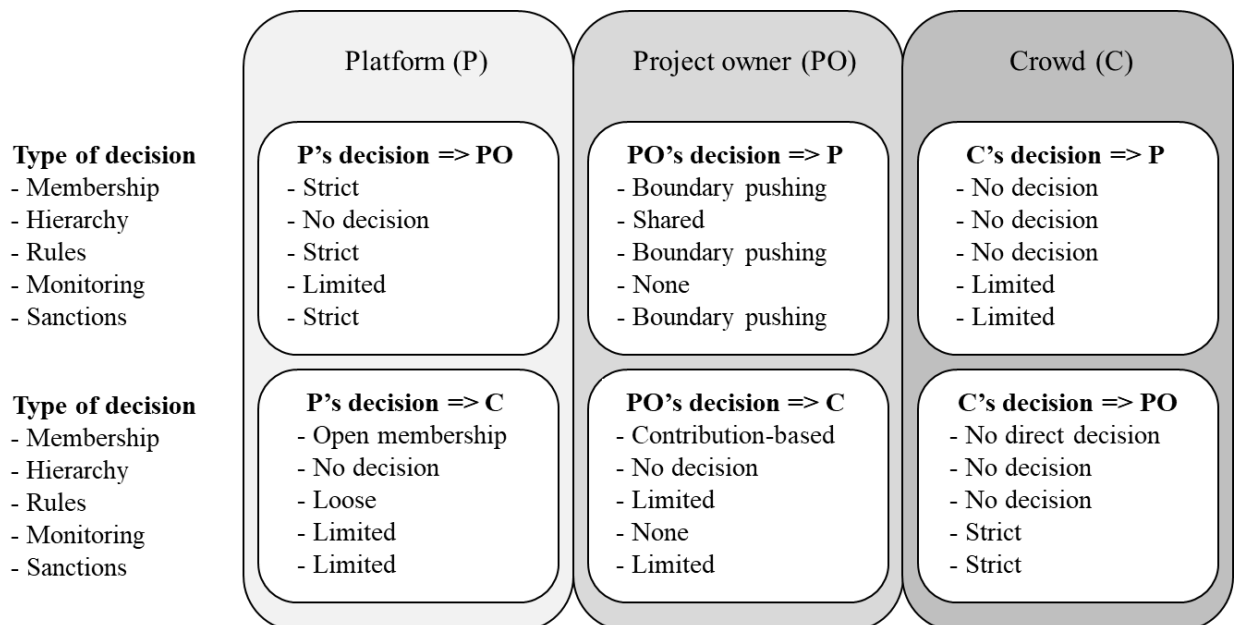 Platform (P)
Project owner (PO)
Crowd (C)
Type of decision
- Membership
- Hierarchy
- Rules
- Monitoring
- Sanctions
P’s decision => PO
- Strict
- No decision
- Strict
- Limited
- Strict
PO’s decision => P
- Boundary pushing
- Shared
- Boundary pushing
- None
- Boundary pushing
C’s decision => P
- No decision
- No decision
- No decision
- Limited
- Limited
Type of decision
- Membership
- Hierarchy
- Rules
- Monitoring
- Sanctions
P’s decision => C
- Open membership
- No decision
- Loose
- Limited
- Limited
PO’s decision => C
- Contribution-based
- No decision
- Limited
- None
- Limited
C’s decision => PO
- No direct decision
- No decision
- No decision
- Strict
- Strict